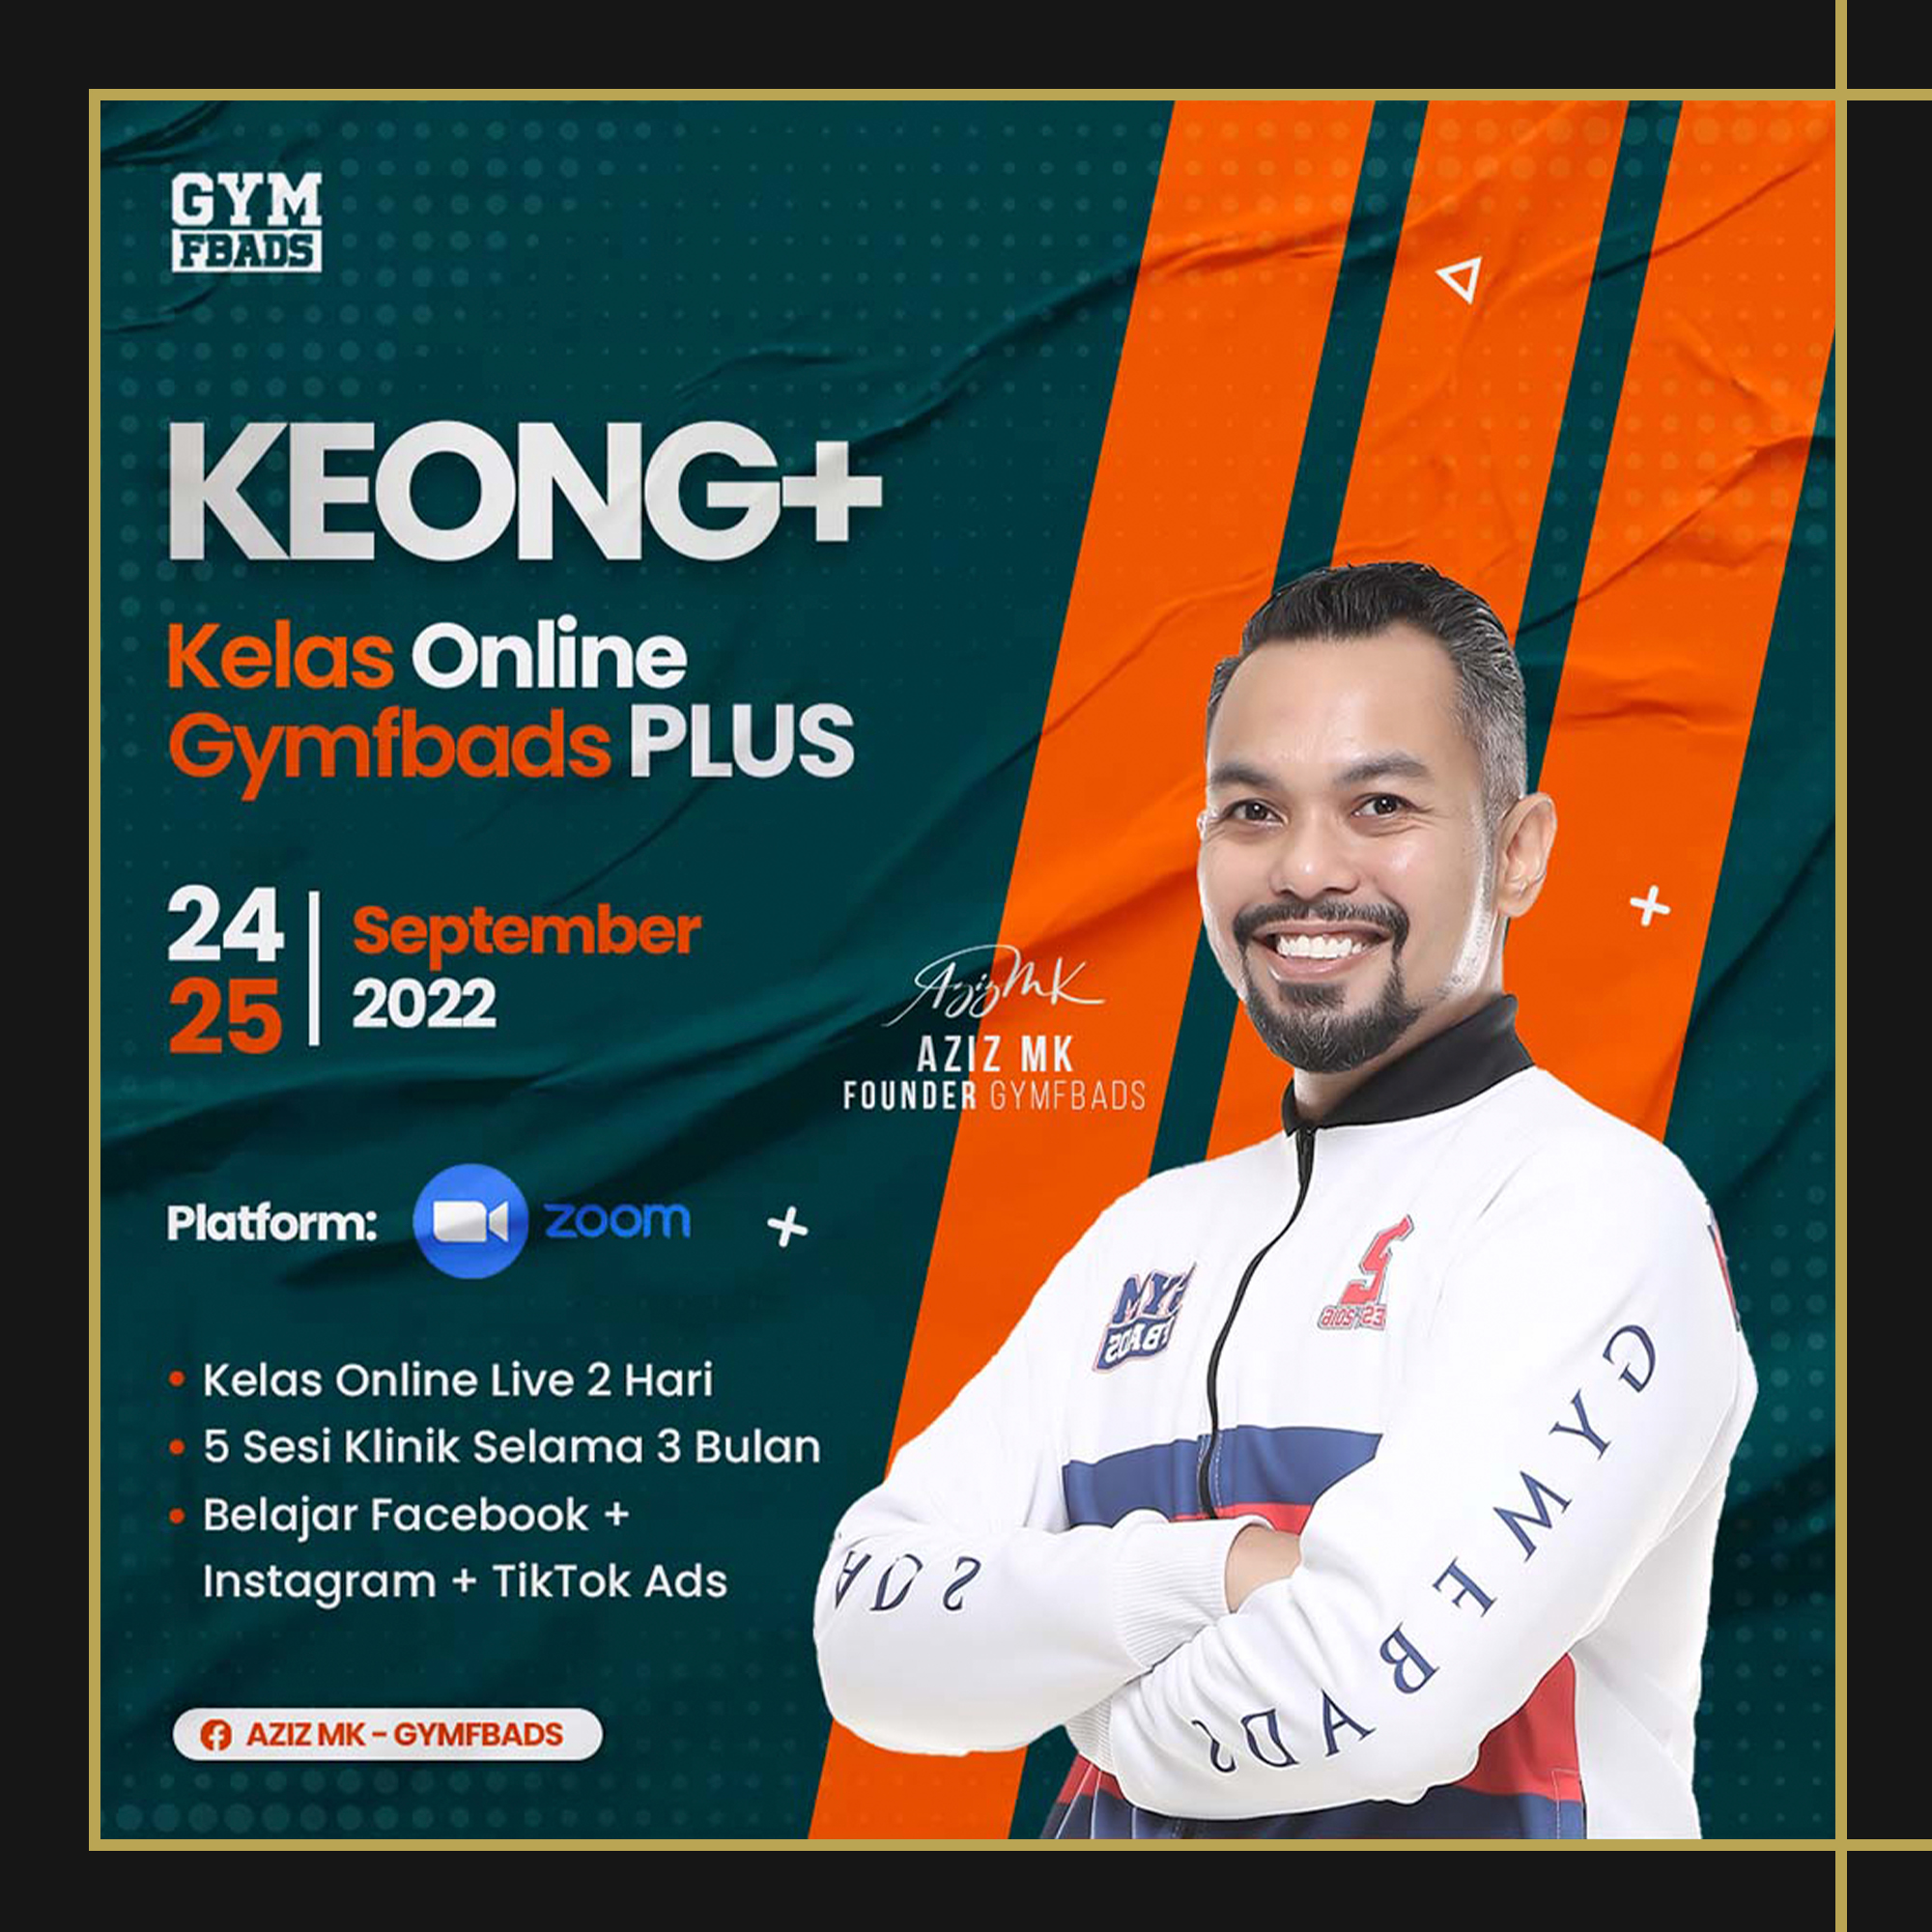 GYM
FBADS
KEONG+
Kelas Online
Gymfbads PLUS
24
25
September
2022
AzizMK
AZIZ MK
FOUNDER GYMFBADS
Platform: zoom
• Kelas Online Live 2 Hari
• 5 Sesi Klinik Selama 3 Bulan
• Belajar Facebook +
Instagram + TikTok Ads
AZIZ MK - GYMFBADS
GYMFBADS
ADS